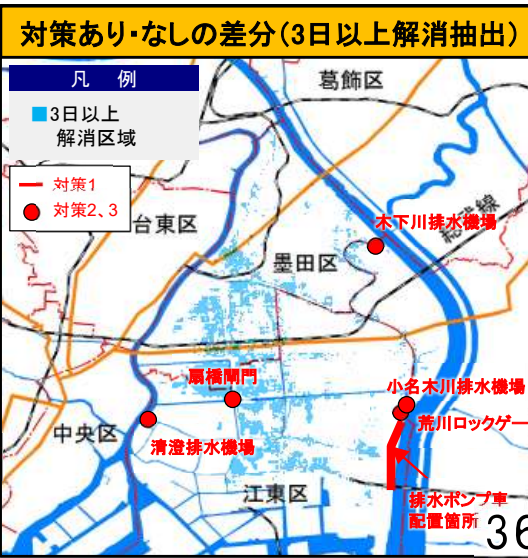 対策あり・なしの差分(3日以上解消抽出)
凡 例
3日以上
解消区域
対策1
対策2、3
葛飾区
台東区
墨田区
木下川排水機場
扇橋閘門
小名木川排水機場
荒川ロックゲー
中央区
清澄排水機場
江東区
排水ポンプ車
配置箇所
36